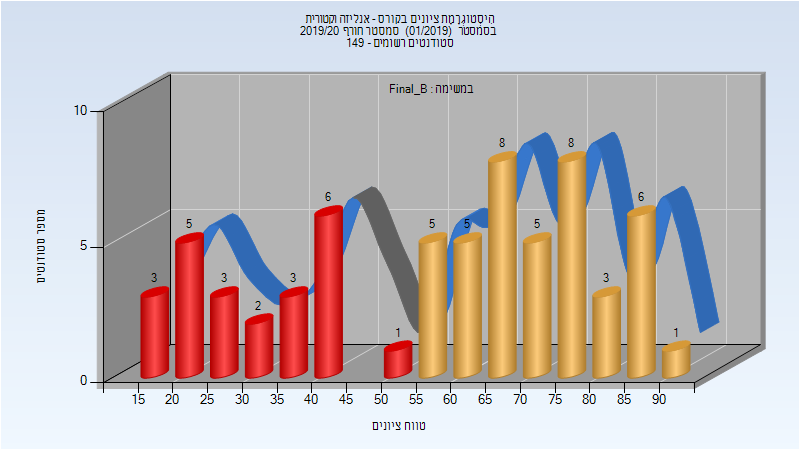 היסטוגרמת ציונים בקורס - אנליזה וקטורית
בסמסטר (01/2019) סמסטר חורף 2019/20
סטודנטים רשומים - 149
במשימה : Final_B
מספר סטודנטים
10
5
0
3
5
3
2
3
6
1
5
5
8
5
8
3
6
1
15 20 25 30 35 40 45 50 55 60 65 70 75 80 85 90
טווח ציונים